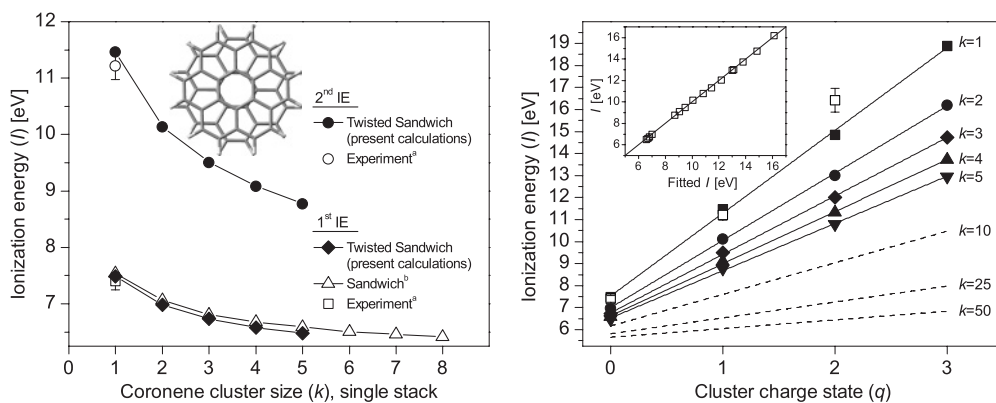 12
11
10
9
8
7
Ionization energy (I) [eV]
0 1 2 3 4 5 6 7 8
Coronene cluster size (k), single stack
2nd IE
Twisted Sandwich
(present calculations)
Experimenta
1st IE
Twisted Sandwich
(present calculations)
Sandwichb
Experimenta
19
18
17
16
15
14
13
12
11
10
9
8
7
6
Ionization energy (I) [eV]
0 1 2 3
Cluster charge state (q)
k=1
k=2
k=3
k=4
k=5
k=10
k=25
k=50
16
14
12
10
8
6
I [eV]
6 8 10 12 14 16
Fitted I [eV]